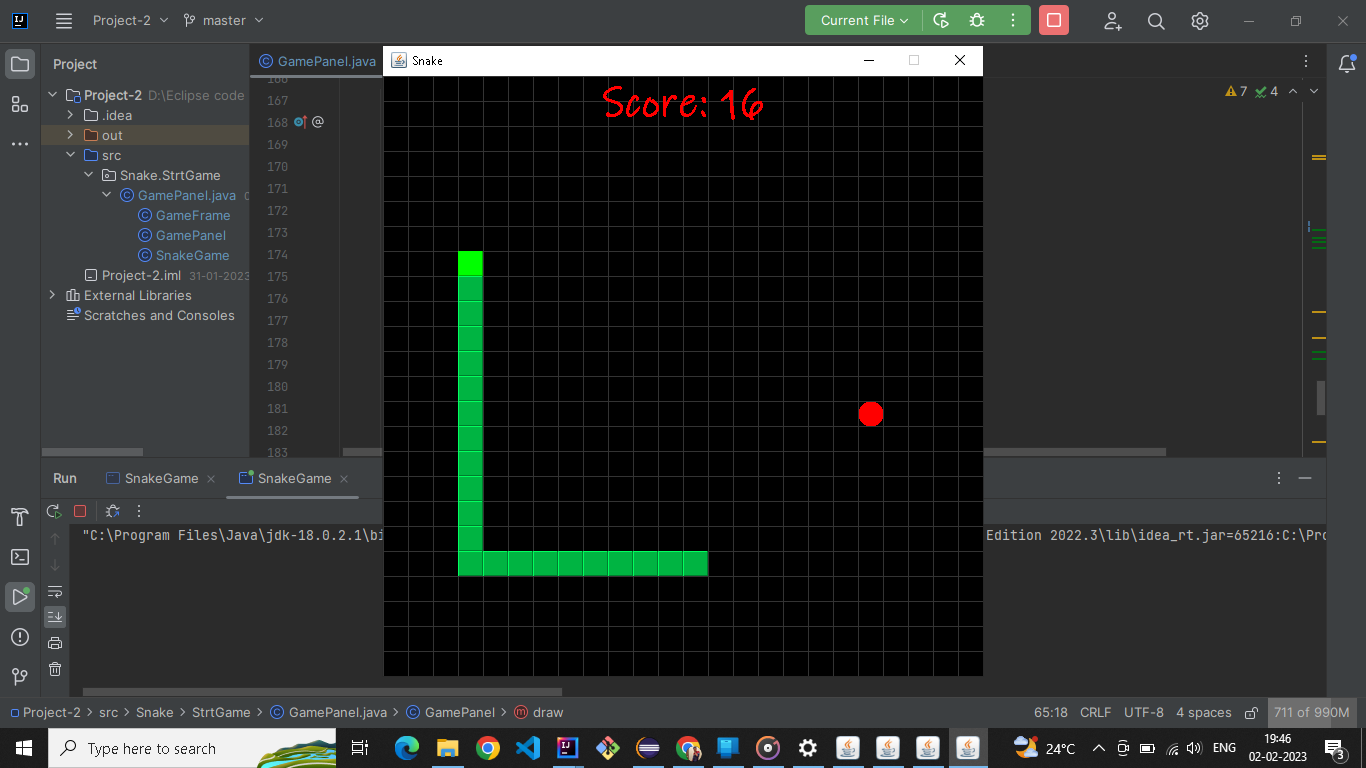 Project-2
master
Current File
Project
GamePanel.java
Snake
Project-2 D:\Eclipse code
.idea
out
src
Snake.StrtGame
GamePanel.java
GameFrame
GamePanel
SnakeGame
Project-2.iml 31-01-2023
External Libraries
Scratches and Consoles
167
168 @
169
170
171
172
173
174
175
176
177
178
179
180
181
182
183
Score: 16
7 4
Run SnakeGame SnakeGame
"C:\Program Files\Java\jdk-18.0.2.1\bi Edition 2022.3\lib\idea_rt.jar=65216:C:\Pro
Project-2 > src > Snake > StrtGame > GamePanel.java > GamePanel > draw
65:18 CRLF UTF-8 4 spaces 711 of 990M
Type here to search
24°C ENG 19:46
02-02-2023
3